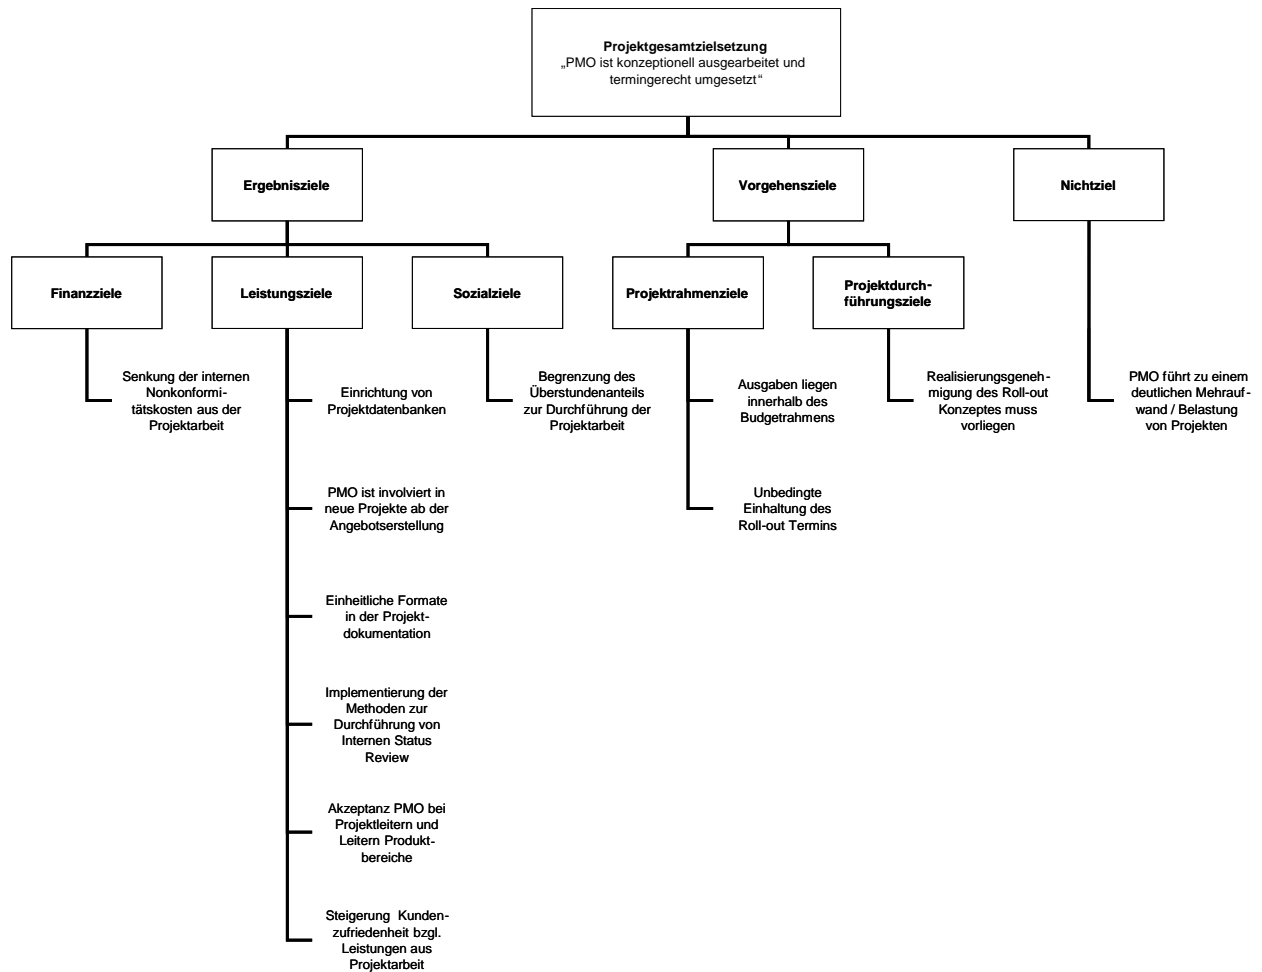 Projektgesamtzielsetzung
„PMO ist konzeptionell ausgearbeitet und
termingerecht umgesetzt“
Ergebnisziele
Vorgehensziele
Nichtziel
Finanzziele
Leistungsziele
Sozialziele
Projektrahmenziele
Projektdurch-
führungsziele
Senkung der internen
Nonkonformi-
tätskosten aus der
Projektarbeit
Einrichtung von
Projektdatenbanken
Begrenzung des
Überstundenanteils
zur Durchführung der
Projektarbeit
Ausgaben liegen
innerhalb des
Budgetrahmens
Realisierungsgeneh-
migung des Roll-out
Konzeptes muss
vorliegen
PMO führt zu einem
deutlichen Mehrauf-
wand / Belastung
von Projekten
PMO ist involviert in
neue Projekte ab der
Angebotserstellung
Unbedingte
Einhaltung des
Roll-out Termins
Einheitliche Formate
in der Projekt-
dokumentation
Implementierung der
Methoden zur
Durchführung von
Internen Status
Review
Akzeptanz PMO bei
Projektleitern und
Leitern Produkt-
bereiche
Steigerung Kunden-
zufriedenheit bzgl.
Leistungen aus
Projektarbeit